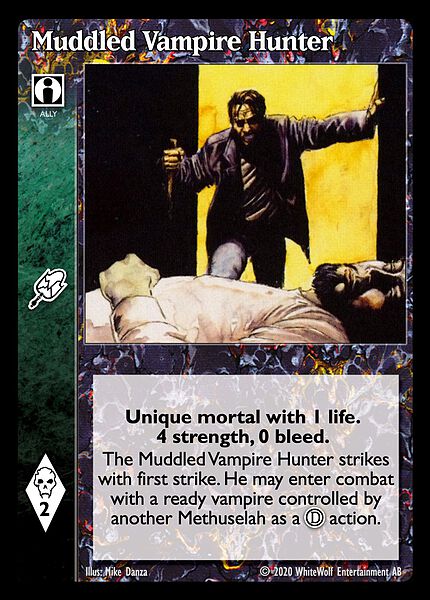 Muddled Vampire Hunter
ALLY
Unique mortal with 1 life.
4 strength, 0 bleed.
The Muddled Vampire Hunter strikes
with first strike. He may enter combat
with a ready vampire controlled by
another Methuselah as a Ⓓ action.
2
Illus: Mike Danza
© 2020 WhiteWolf Entertainment AB